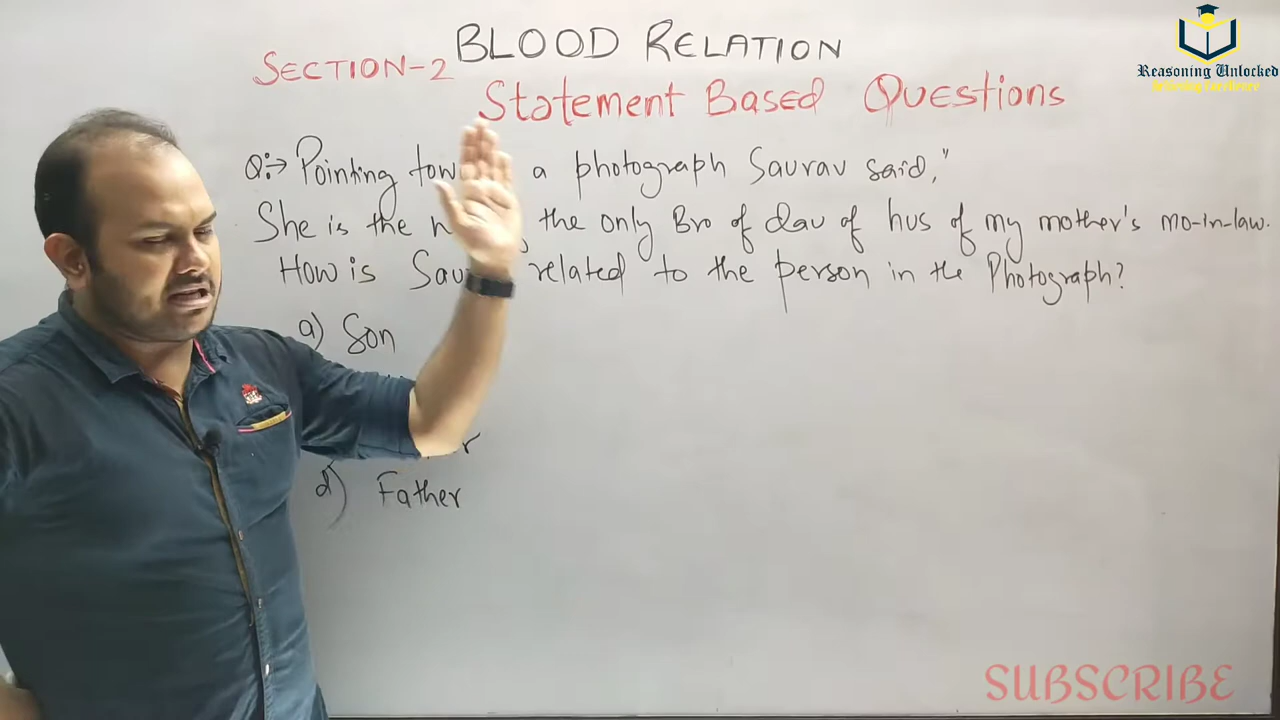 BLOOD RELATION
SECTION-2
Statement Based Questions
Q:→ Pointing a photograph Saurav said,"
She is the the only Bro of dau of hus of my mother's mo-in-law.
How is related to the person in the Photograph?
a) Son
d) Father
Reasoning Unlocked
SUBSCRIBE